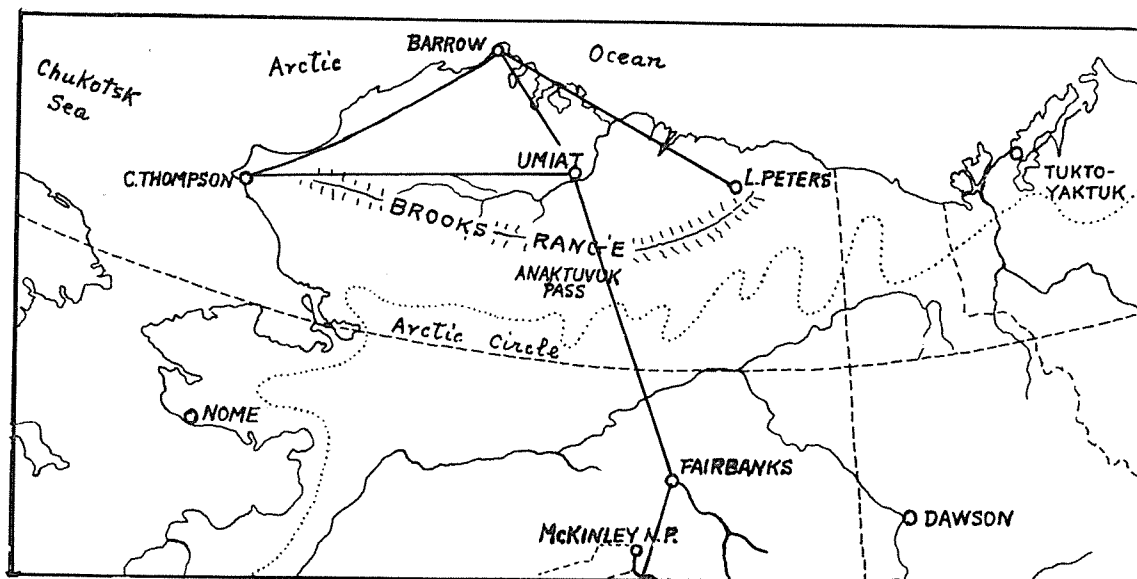 BARROW
Arctic
Ocean
Chukotsk
Sea
UMIAT
C.THOMPSON
L.PETERS
TUKTO-
YAKTUK
BROOKS RANGE
ANAKTUVUK
PASS
Arctic Circle
NOME
FAIRBANKS
DAWSON
McKINLEY N.P.